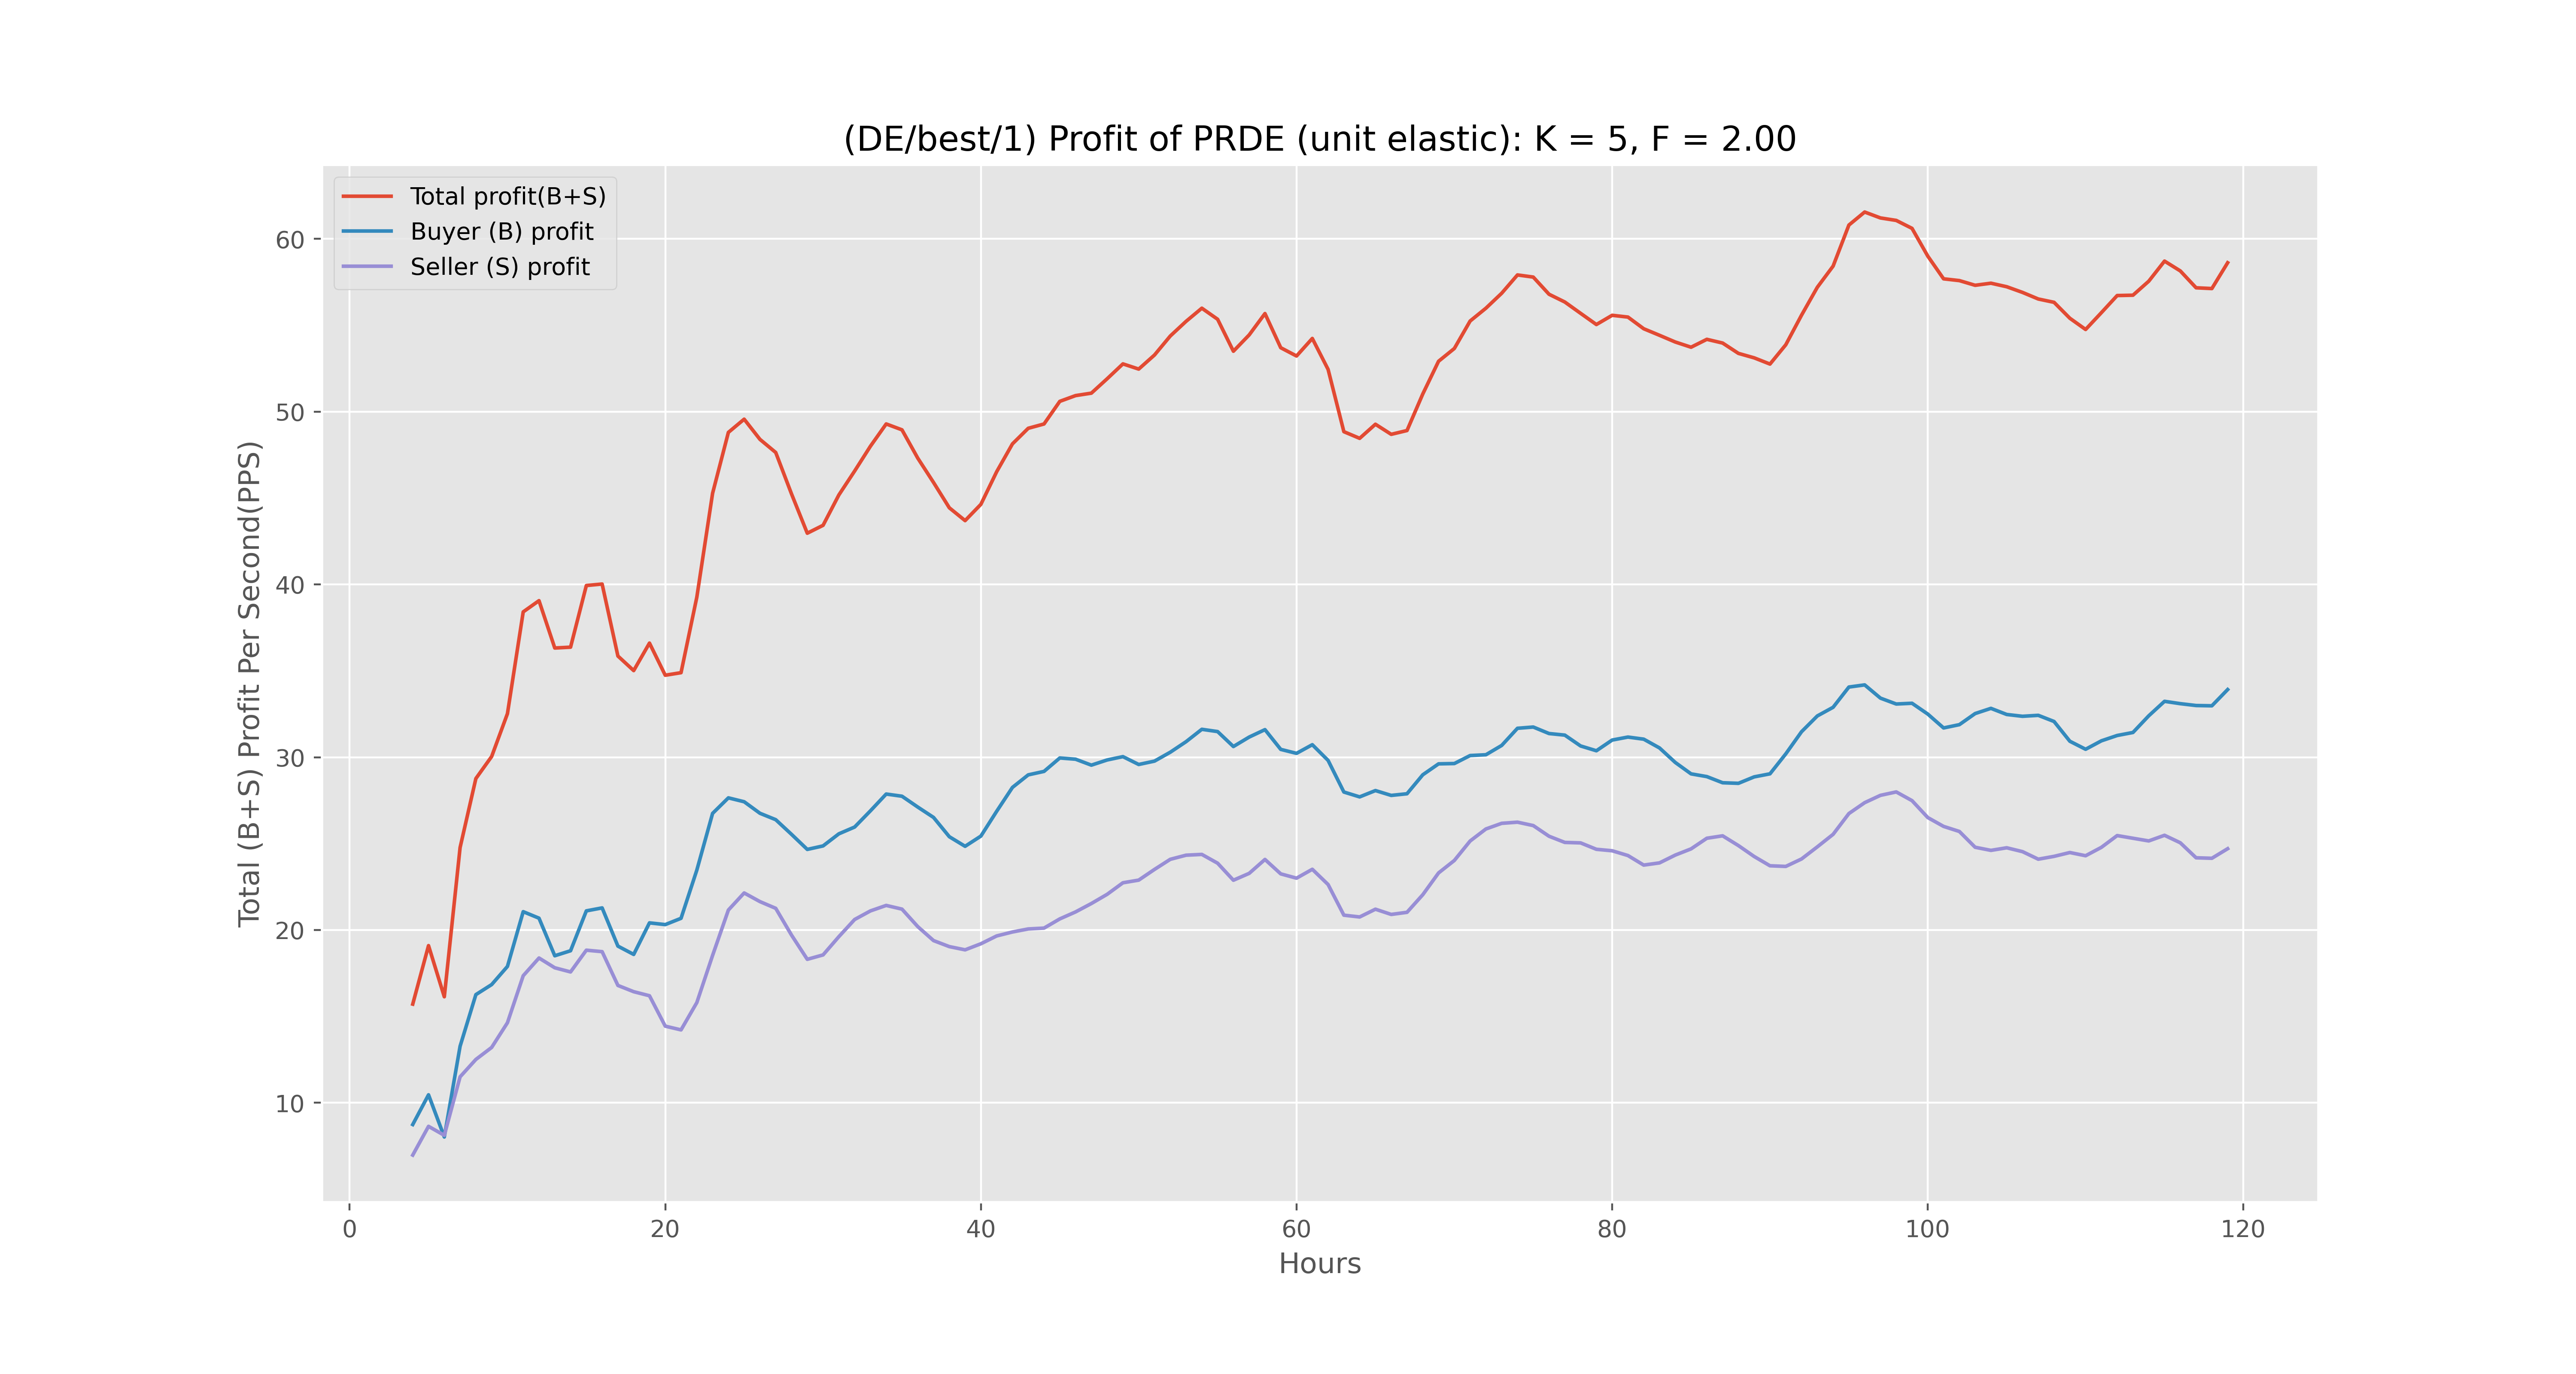 (DE/best/1) Profit of PRDE (unit elastic): K = 5, F = 2.00
Total profit(B+S)
Buyer (B) profit
Seller (S) profit
Total (B+S) Profit Per Second(PPS)
60
50
40
30
20
10
0 20 40 60 80 100 120
Hours